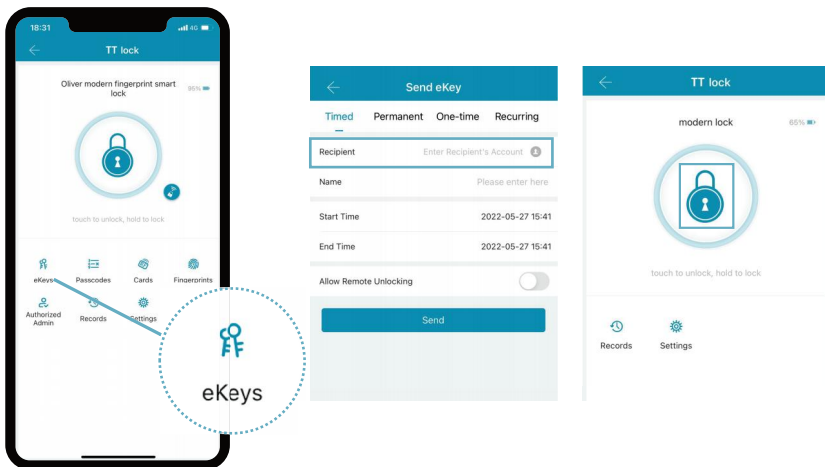 18:31
4G
TT lock
Oliver modern fingerprint smart
lock
95%
touch to unlock, hold to lock
eKeys
Passcodes
Cards
Fingerprints
Authorized
Admin
Records
Settings
eKeys
Send eKey
Timed
Permanent
One-time
Recurring
Recipient
Enter Recipient's Account
Name
Please enter here
Start Time
2022-05-27 15:41
End Time
2022-05-27 15:41
Allow Remote Unlocking
Send
TT lock
modern lock
65%
touch to unlock, hold to lock
Records
Settings